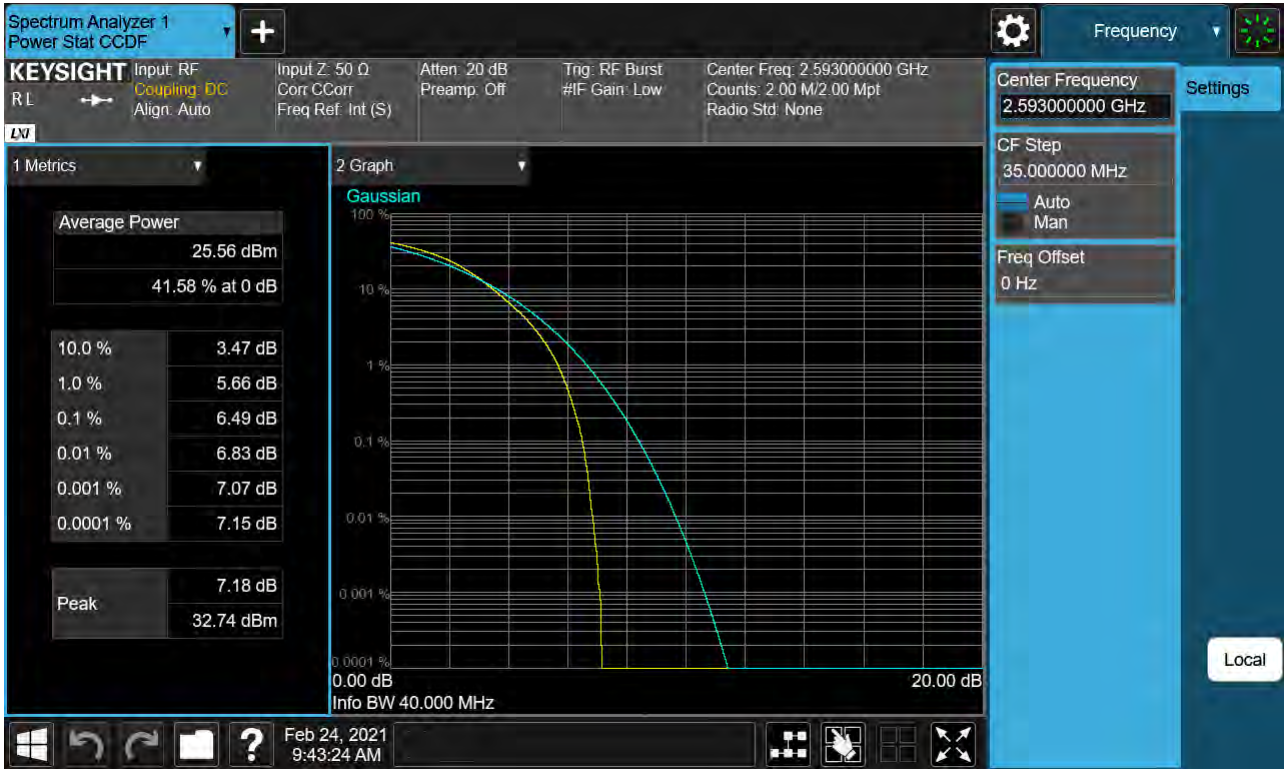 Spectrum Analyzer 1
Power Stat CCDF
+
Frequency
KEYSIGHT
RL
LXI
Input: RF
Coupling: DC
Align: Auto
Input Z: 50 Ω
Corr CCorr
Freq Ref: Int (S)
Atten: 20 dB
Preamp: Off
Trig: RF Burst
#IF Gain: Low
Center Freq: 2.593000000 GHz
Counts: 2.00 M/2.00 Mpt
Radio Std: None
Center Frequency
2.593000000 GHz
Settings
CF Step
35.000000 MHz
Auto
Man
Freq Offset
0 Hz
1 Metrics
Average Power
25.56 dBm
41.58 % at 0 dB
10.0 % 3.47 dB
1.0 % 5.66 dB
0.1 % 6.49 dB
0.01 % 6.83 dB
0.001 % 7.07 dB
0.0001 % 7.15 dB
Peak
7.18 dB
32.74 dBm
2 Graph
Gaussian
100 %
10 %
1 %
0.1 %
0.01 %
0.001 %
0.0001 %
0.00 dB
20.00 dB
Info BW 40.000 MHz
Local
?
Feb 24, 2021
9:43:24 AM